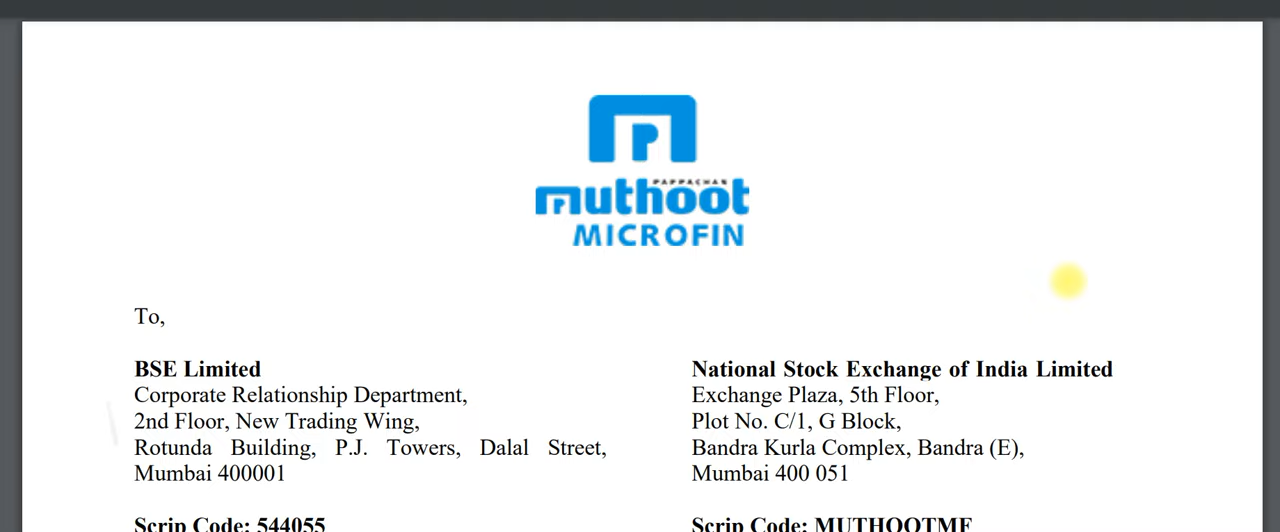 PAPPACHAN
muthoot
MICROFIN
To,
BSE Limited
Corporate Relationship Department,
2nd Floor, New Trading Wing,
Rotunda Building, P.J. Towers, Dalal Street,
Mumbai 400001
Scrip Code: 544055
National Stock Exchange of India Limited
Exchange Plaza, 5th Floor,
Plot No. C/1, G Block,
Bandra Kurla Complex, Bandra (E),
Mumbai 400 051
Scrip Code: MUTHOOTMF